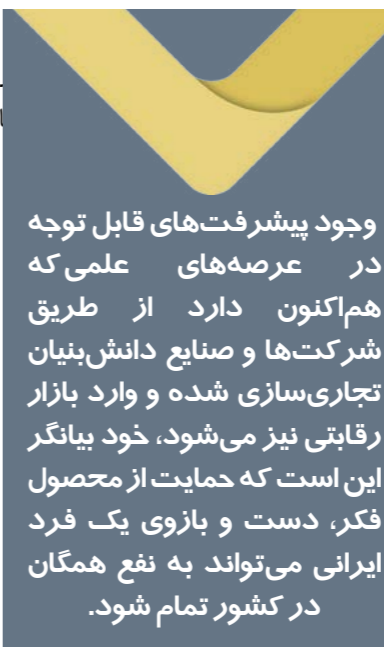 وجود پیشرفت‌های قابل توجه
در عرصه‌های علمی که
هم‌اکنون دارد از طریق
شرکت‌ها و صنایع دانش‌بنیان
تجاری‌سازی شده و وارد بازار
رقابتی نیز می‌شود، خود بیانگر
این است که حمایت از محصول
فکر، دست و بازوی یک فرد
ایرانی می‌تواند به نفع همگان
در کشور تمام شود.